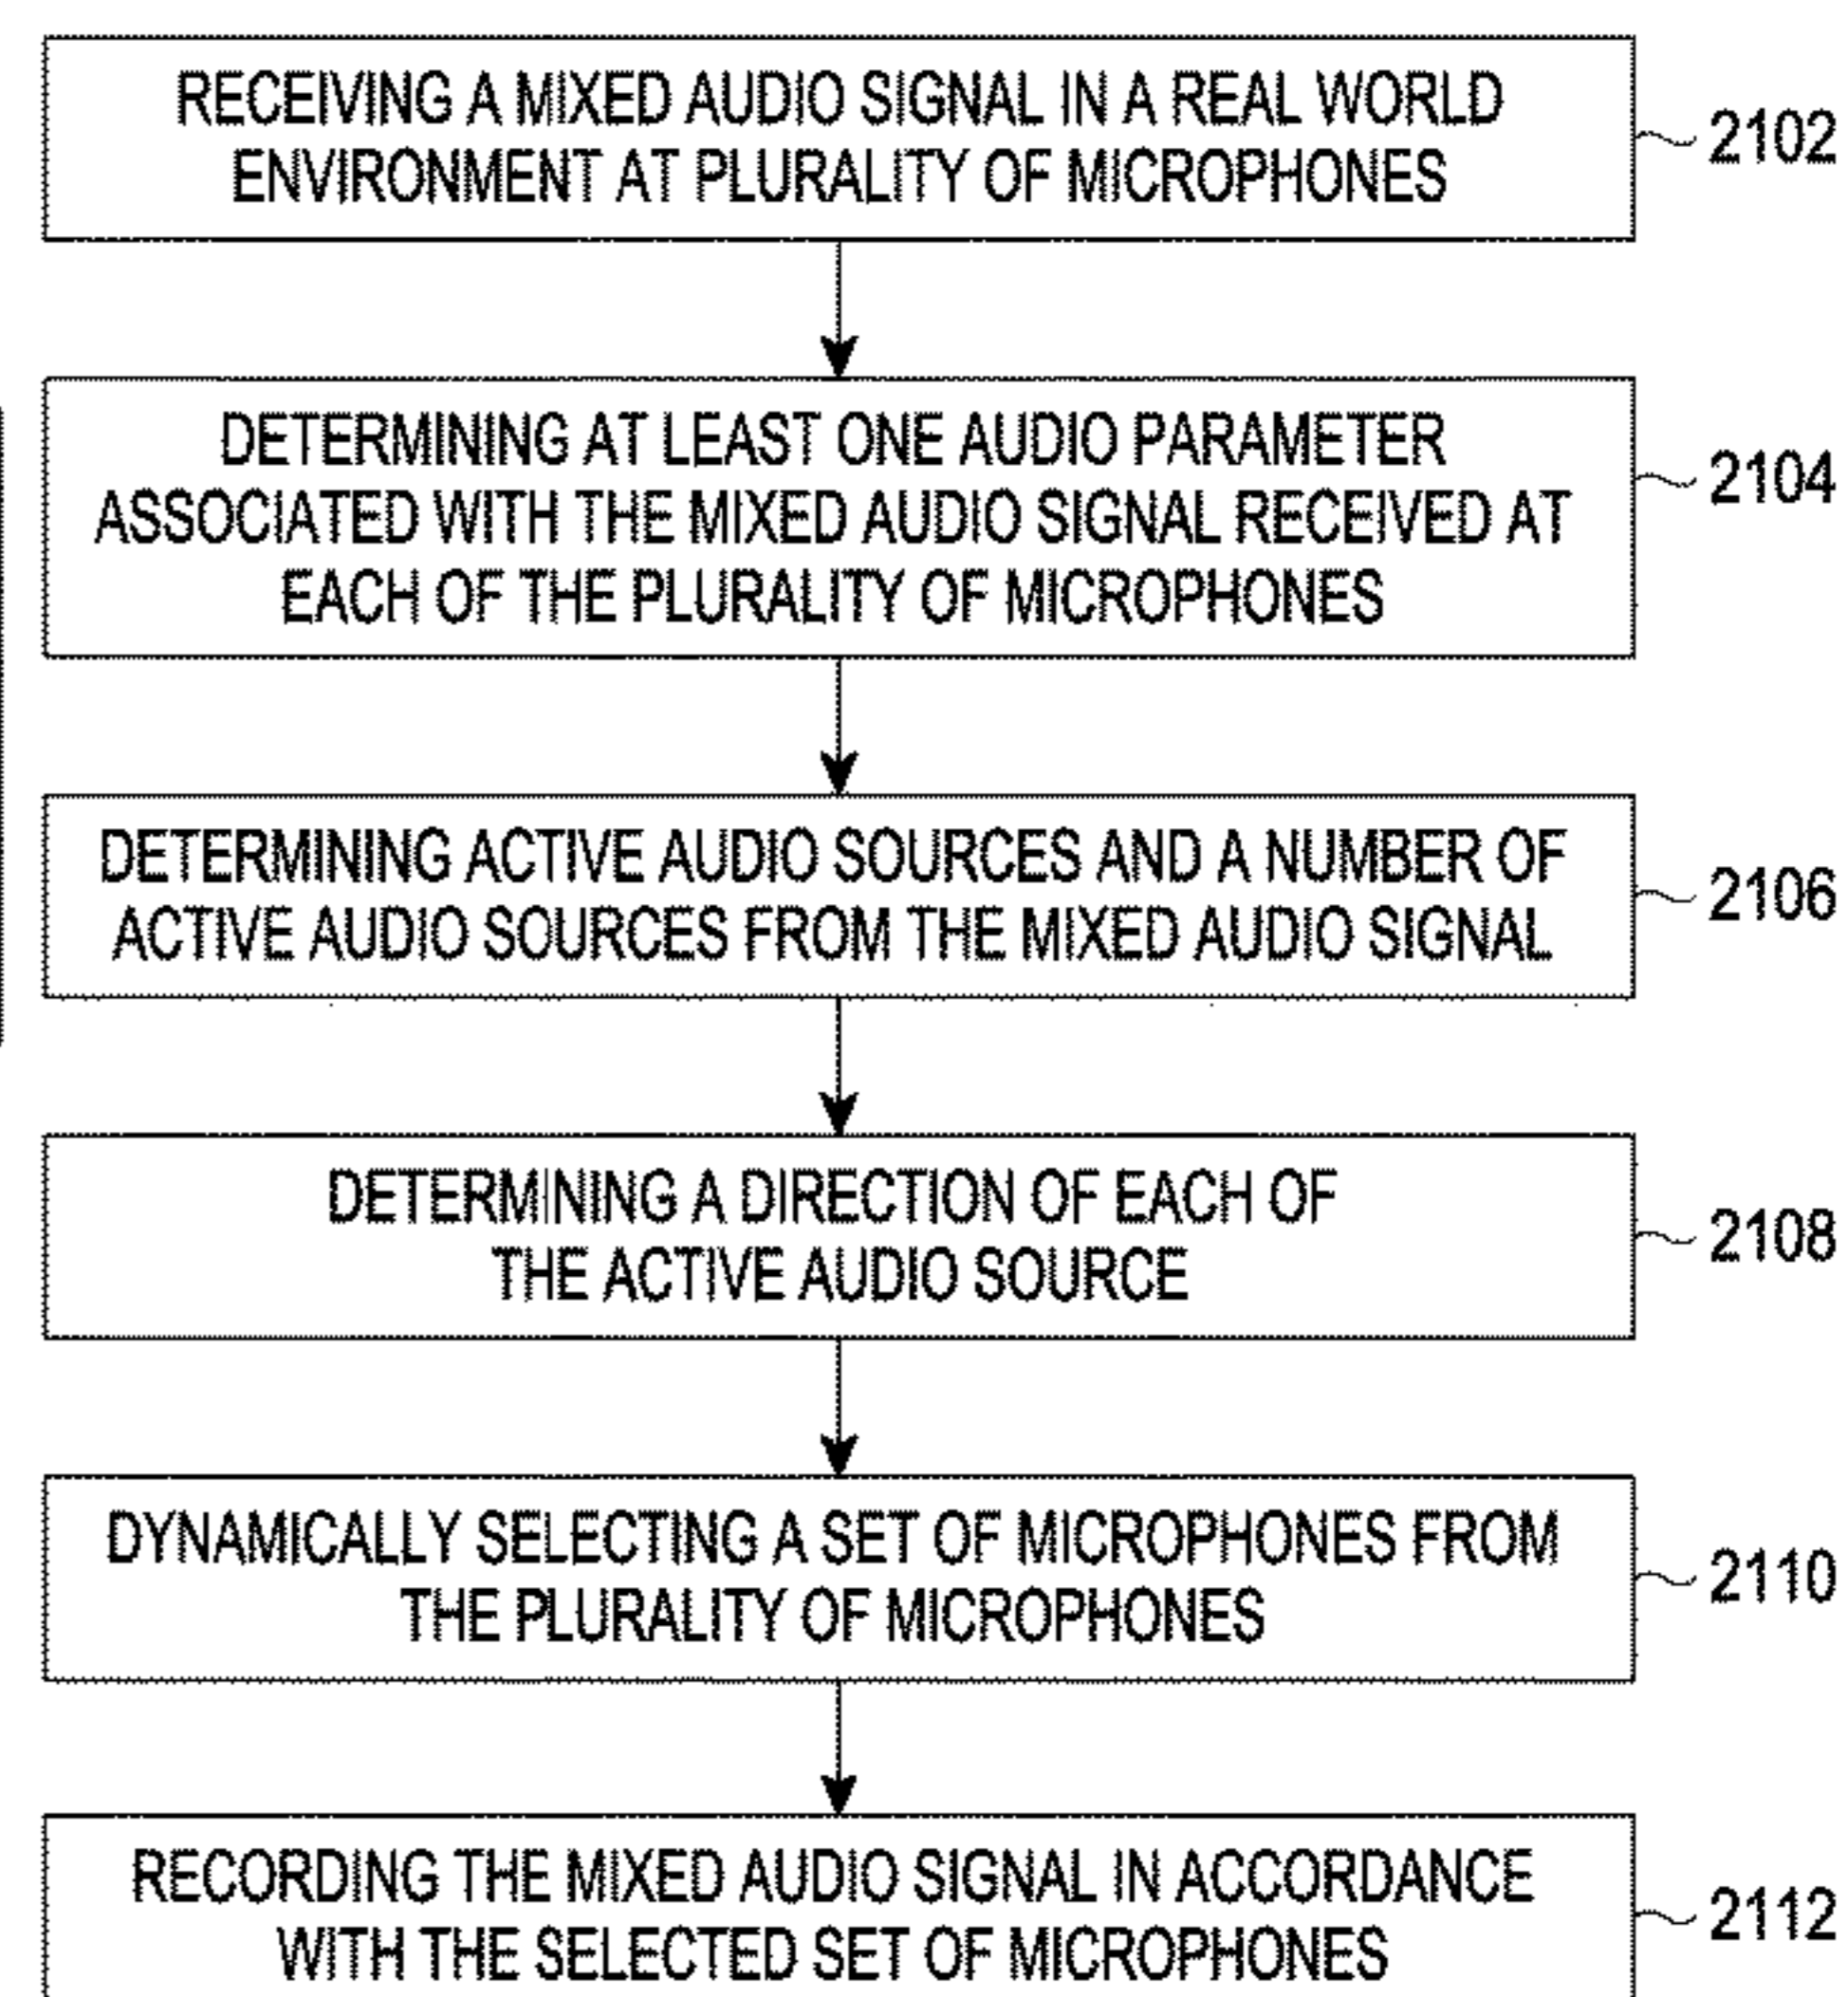 RECEIVING A MIXED AUDIO SIGNAL IN A REAL WORLD
ENVIRONMENT AT PLURALITY OF MICROPHONES
2102
DETERMINING AT LEAST ONE AUDIO PARAMETER
ASSOCIATED WITH THE MIXED AUDIO SIGNAL RECEIVED AT
EACH OF THE PLURALITY OF MICROPHONES
2104
DETERMINING ACTIVE AUDIO SOURCES AND A NUMBER OF
ACTIVE AUDIO SOURCES FROM THE MIXED AUDIO SIGNAL
2106
DETERMINING A DIRECTION OF EACH OF
THE ACTIVE AUDIO SOURCE
2108
DYNAMICALLY SELECTING A SET OF MICROPHONES FROM
THE PLURALITY OF MICROPHONES
2110
RECORDING THE MIXED AUDIO SIGNAL IN ACCORDANCE
WITH THE SELECTED SET OF MICROPHONES
2112